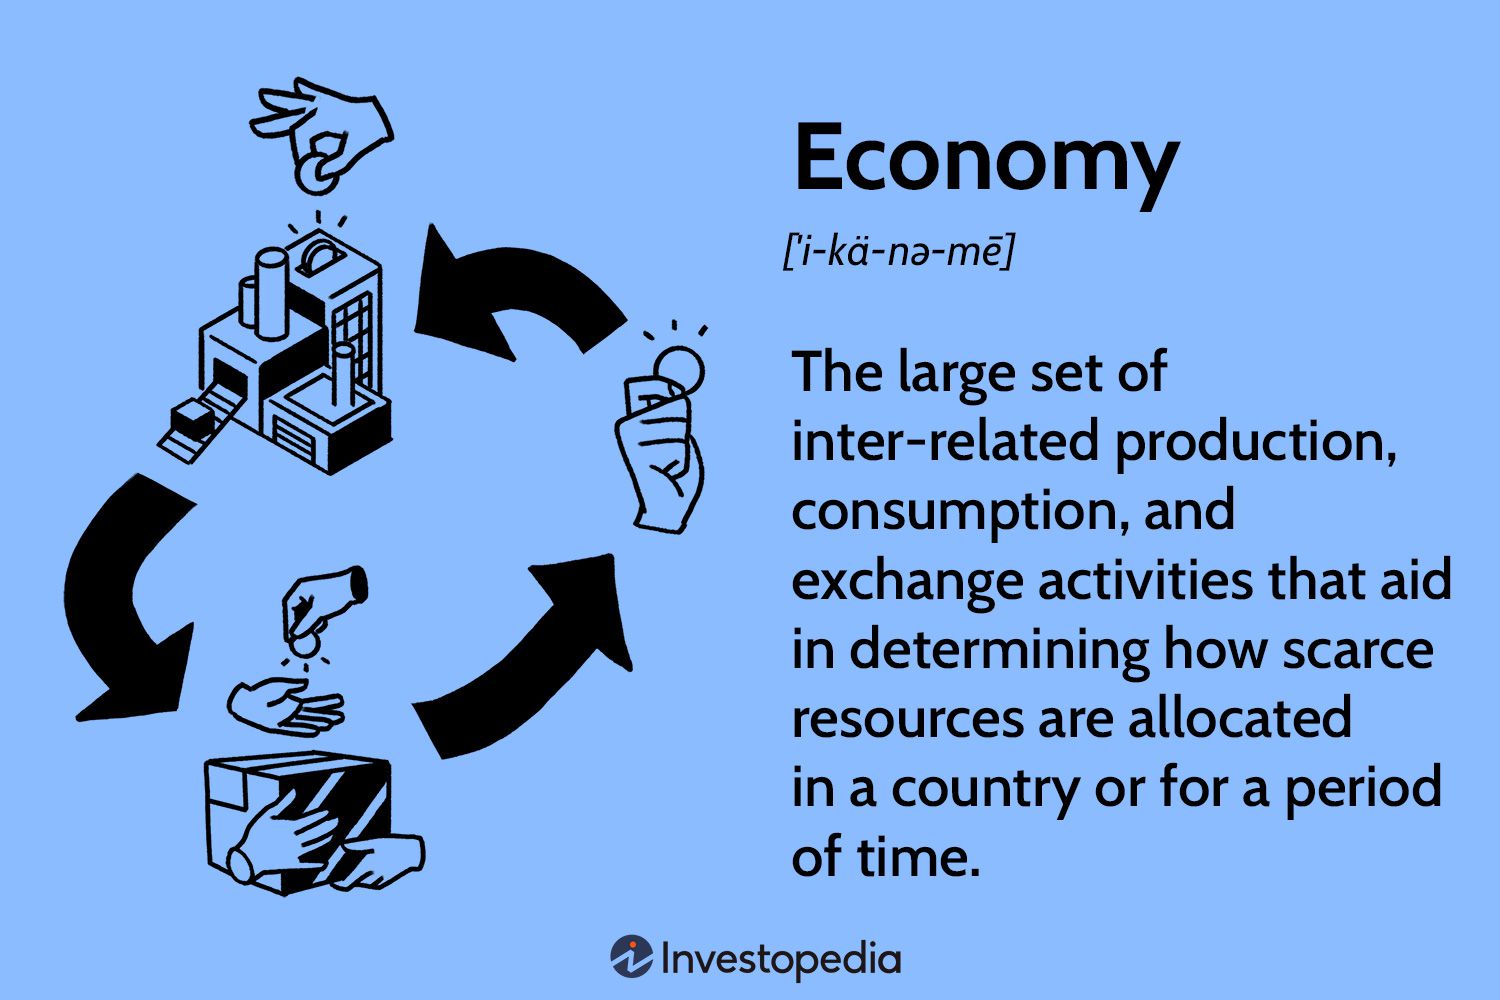 Economy
['i-kä-nə-mē]
The large set of
inter-related production,
consumption, and
exchange activities that aid
in determining how scarce
resources are allocated
in a country or for a period
of time.
Investopedia